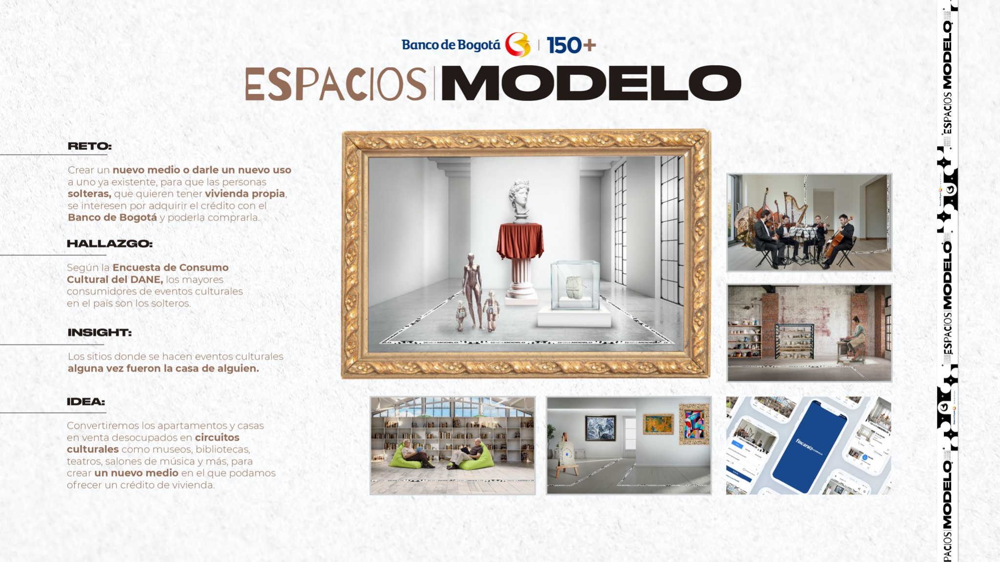 Banco de Bogotá | 150+
ESPACIOS|MODELO
RETO:
Crear un nuevo medio o darle un nuevo uso
a uno ya existente, para que las personas
solteras, que quieren tener vivienda propia,
se interesen por adquirir el crédito con el
Banco de Bogotá y poderla comprarla.
HALLAZGO:
Según la Encuesta de Consumo
Cultural del DANE, los mayores
consumidores de eventos culturales
en el país son los solteros.
INSIGHT:
Los sitios donde se hacen eventos culturales
alguna vez fueron la casa de alguien.
IDEA:
Convertiremos los apartamentos y casas
en venta desocupados en circuitos
culturales como museos, bibliotecas,
teatros, salones de música y más, para
crear un nuevo medio en el que podamos
ofrecer un crédito de vivienda.
fincaraiz.com.co
ESPACIOS|MODELO
ESPACIOS|MODELO
PACIOS|MODELO